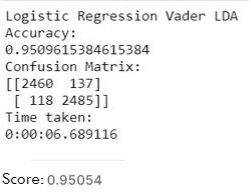 Logistic Regression Vader LDA
Accuracy:
0.9509615384615384
Confusion Matrix:
[[2460  137]
 [ 118 2485]]
Time taken:
0:00:06.689116
Score: 0.95054